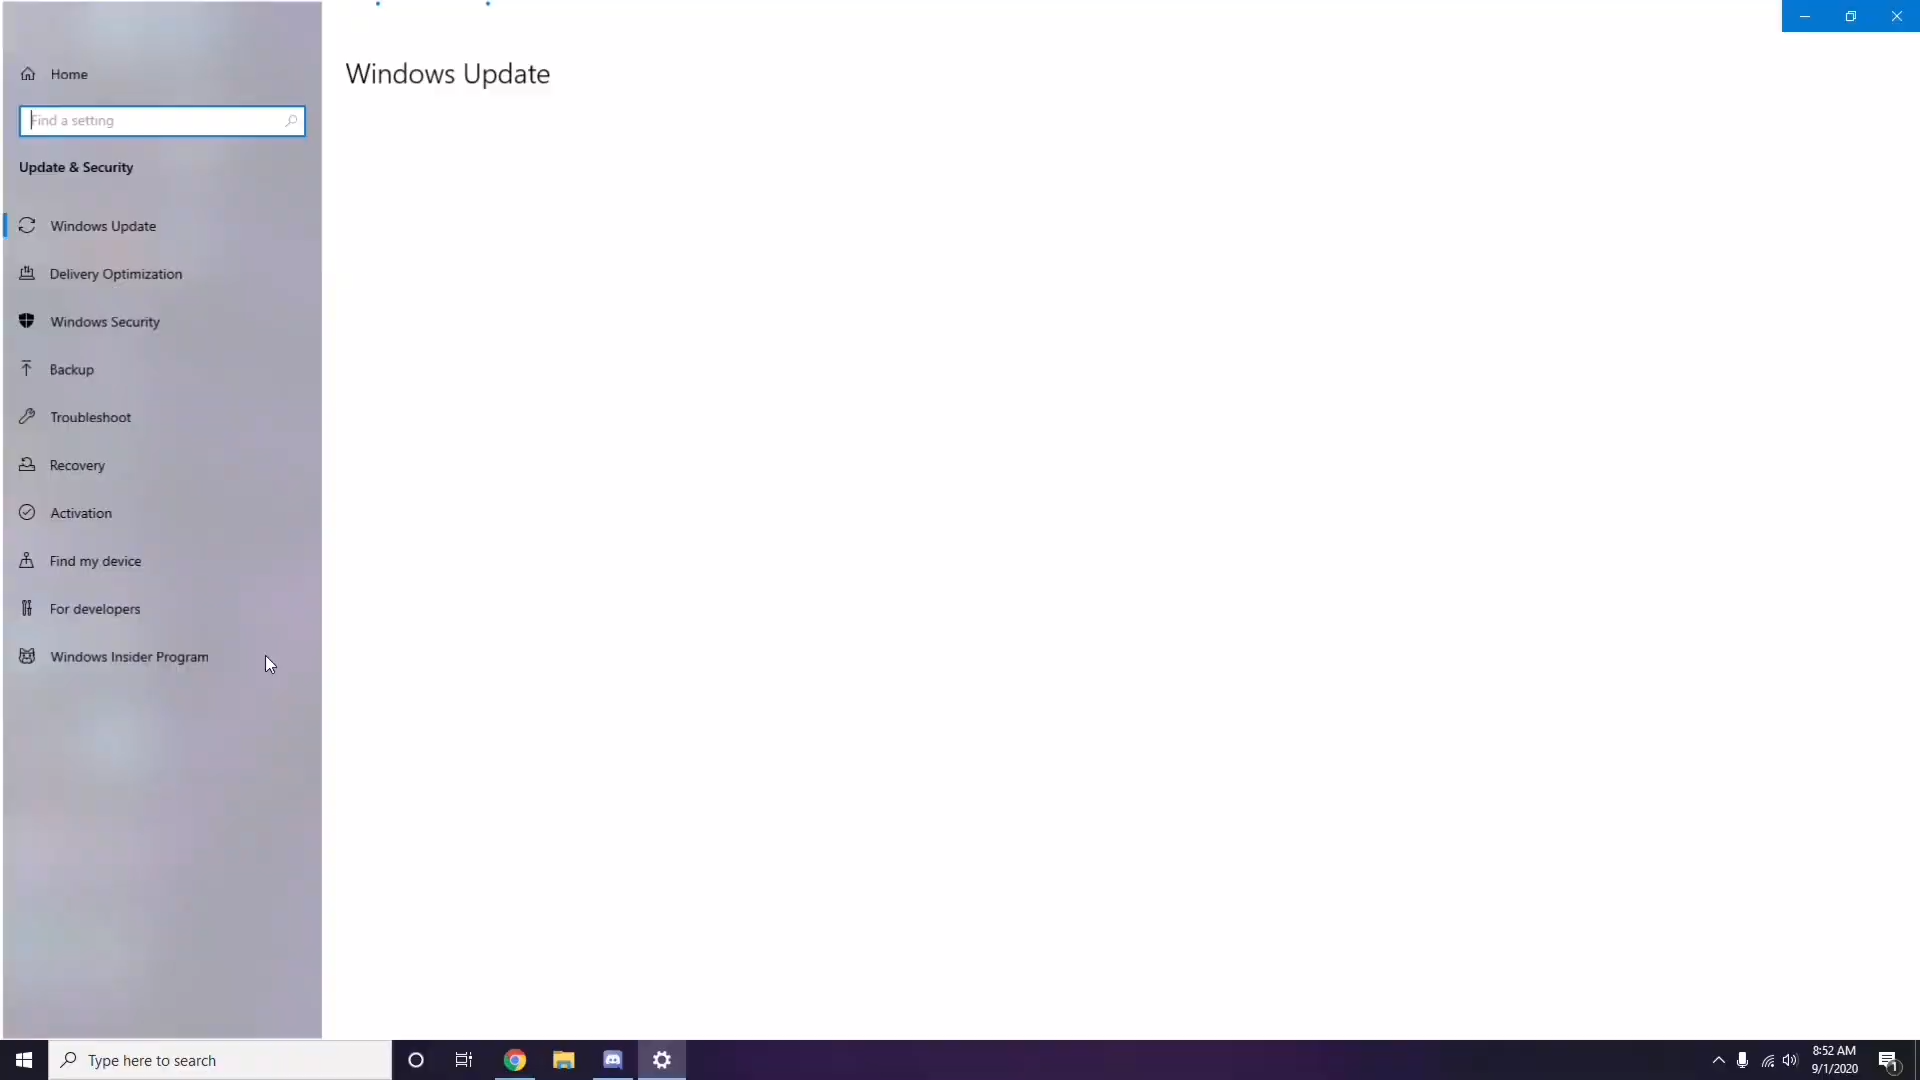 Home
Windows Update
Find a setting
Update & Security
Windows Update
Delivery Optimization
Windows Security
Backup
Troubleshoot
Recovery
Activation
Find my device
For developers
Windows Insider Program
Type here to search
8:52 AM
9/1/2020
1